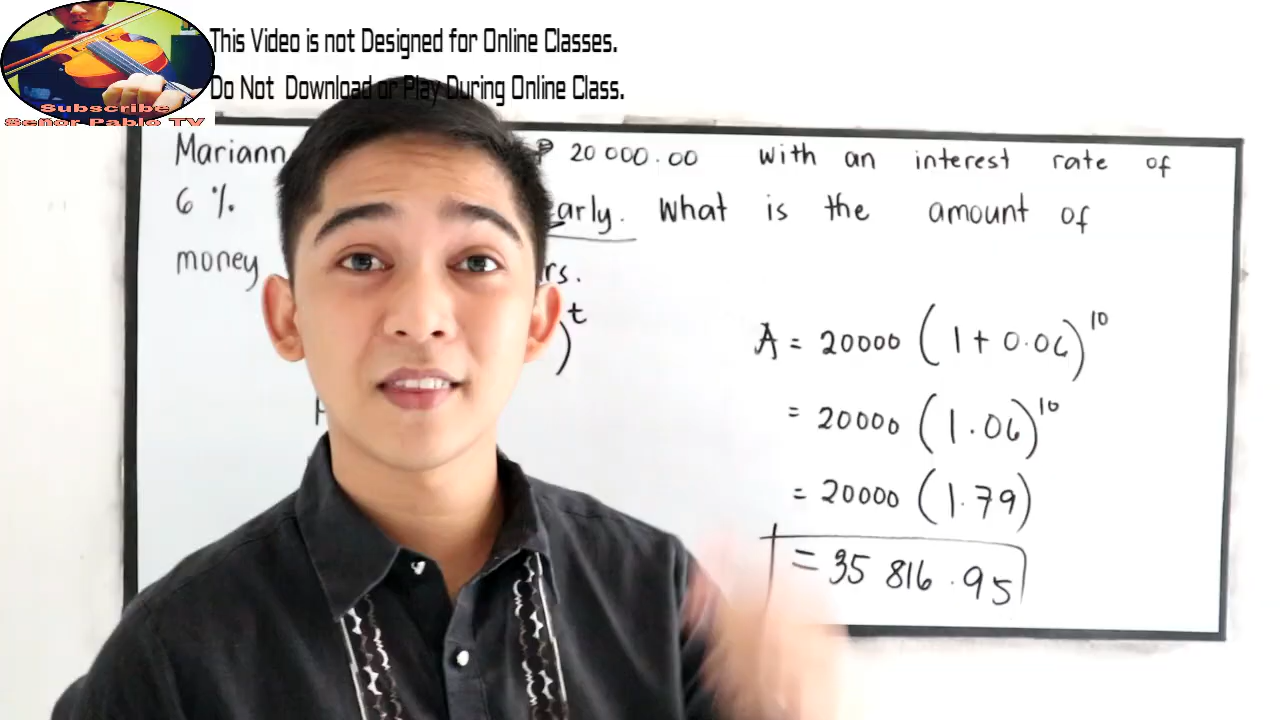 This Video is not Designed for Online Classes.
Do Not Download or Play During Online Class.
Subscribe
Señor Pablo TV
Mariann ₱ 20 000.00 with an interest rate of
6 % early. What is the amount of
money rs.
)ᵗ
A = 20000 (1 + 0.06)¹⁰
= 20000 (1.06)¹⁰
= 20000 (1.79)
= 35 816.95